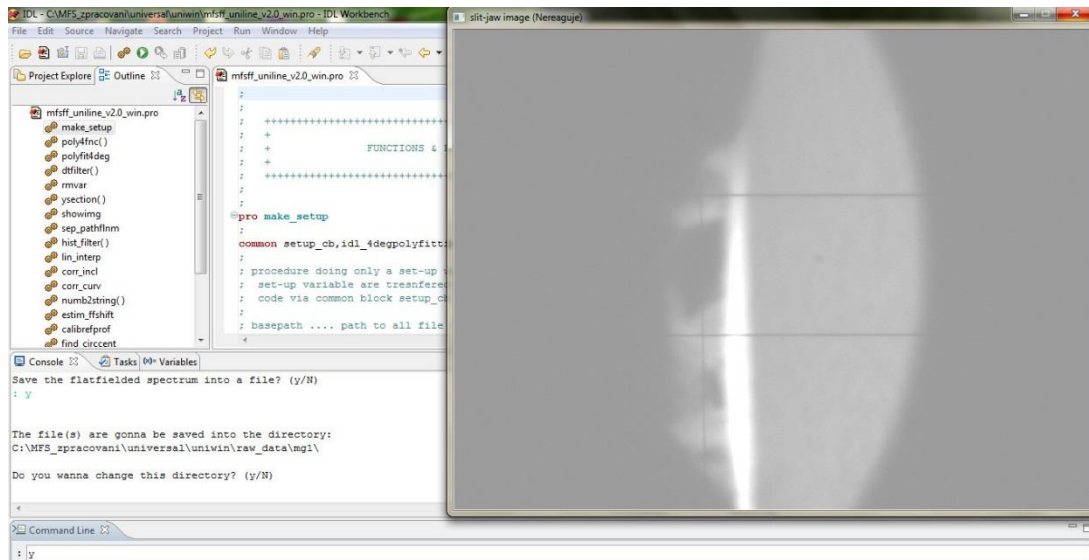 IDL - C:\MFS_zpracovani\universal\uniwin\mfsff_uniline_v2.0_win.pro - IDL Workbench
File Edit Source Navigate Search Project Run Window Help
Project Explore Outline
mfsff_uniline_v2.0_win.pro
make_setup
poly4fnc()
polyfit4deg
dtfilter()
rmvar
ysection()
showimg
sep_pathflnm
hist_filter()
lin_interp
corr_incl
corr_curv
numb2string()
estim_ffshift
calibrefprof
find_circcent
mfsff_uniline_v2.0_win.pro
;
;
; ++++++++++++++++++++++++++++++
; +
; + FUNCTIONS &
; +
; ++++++++++++++++++++++++++++++
;
;
pro make_setup
;
common setup_cb,idl_4degpolyfitt
;
; procedure doing only a set-up
; set-up variable are tresnfered
; code via common block setup_cb
;
; basepath .... path to all file
slit-jaw image (Nereaguje)
Console Tasks Variables
Save the flatfielded spectrum into a file? (y/N)
: y
The file(s) are gonna be saved into the directory:
C:\MFS_zpracovani\universal\uniwin\raw_data\mg1\
Do you wanna change this directory? (y/N)
Command Line
: y